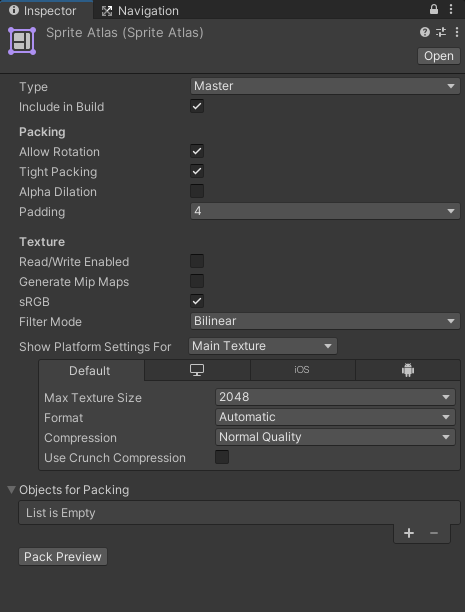 Inspector Navigation
Sprite Atlas (Sprite Atlas)
Open
Type Master
Include in Build
Packing
Allow Rotation
Tight Packing
Alpha Dilation
Padding 4
Texture
Read/Write Enabled
Generate Mip Maps
sRGB
Filter Mode Bilinear
Show Platform Settings For Main Texture
Default iOS
Max Texture Size 2048
Format Automatic
Compression Normal Quality
Use Crunch Compression
Objects for Packing
List is Empty
Pack Preview